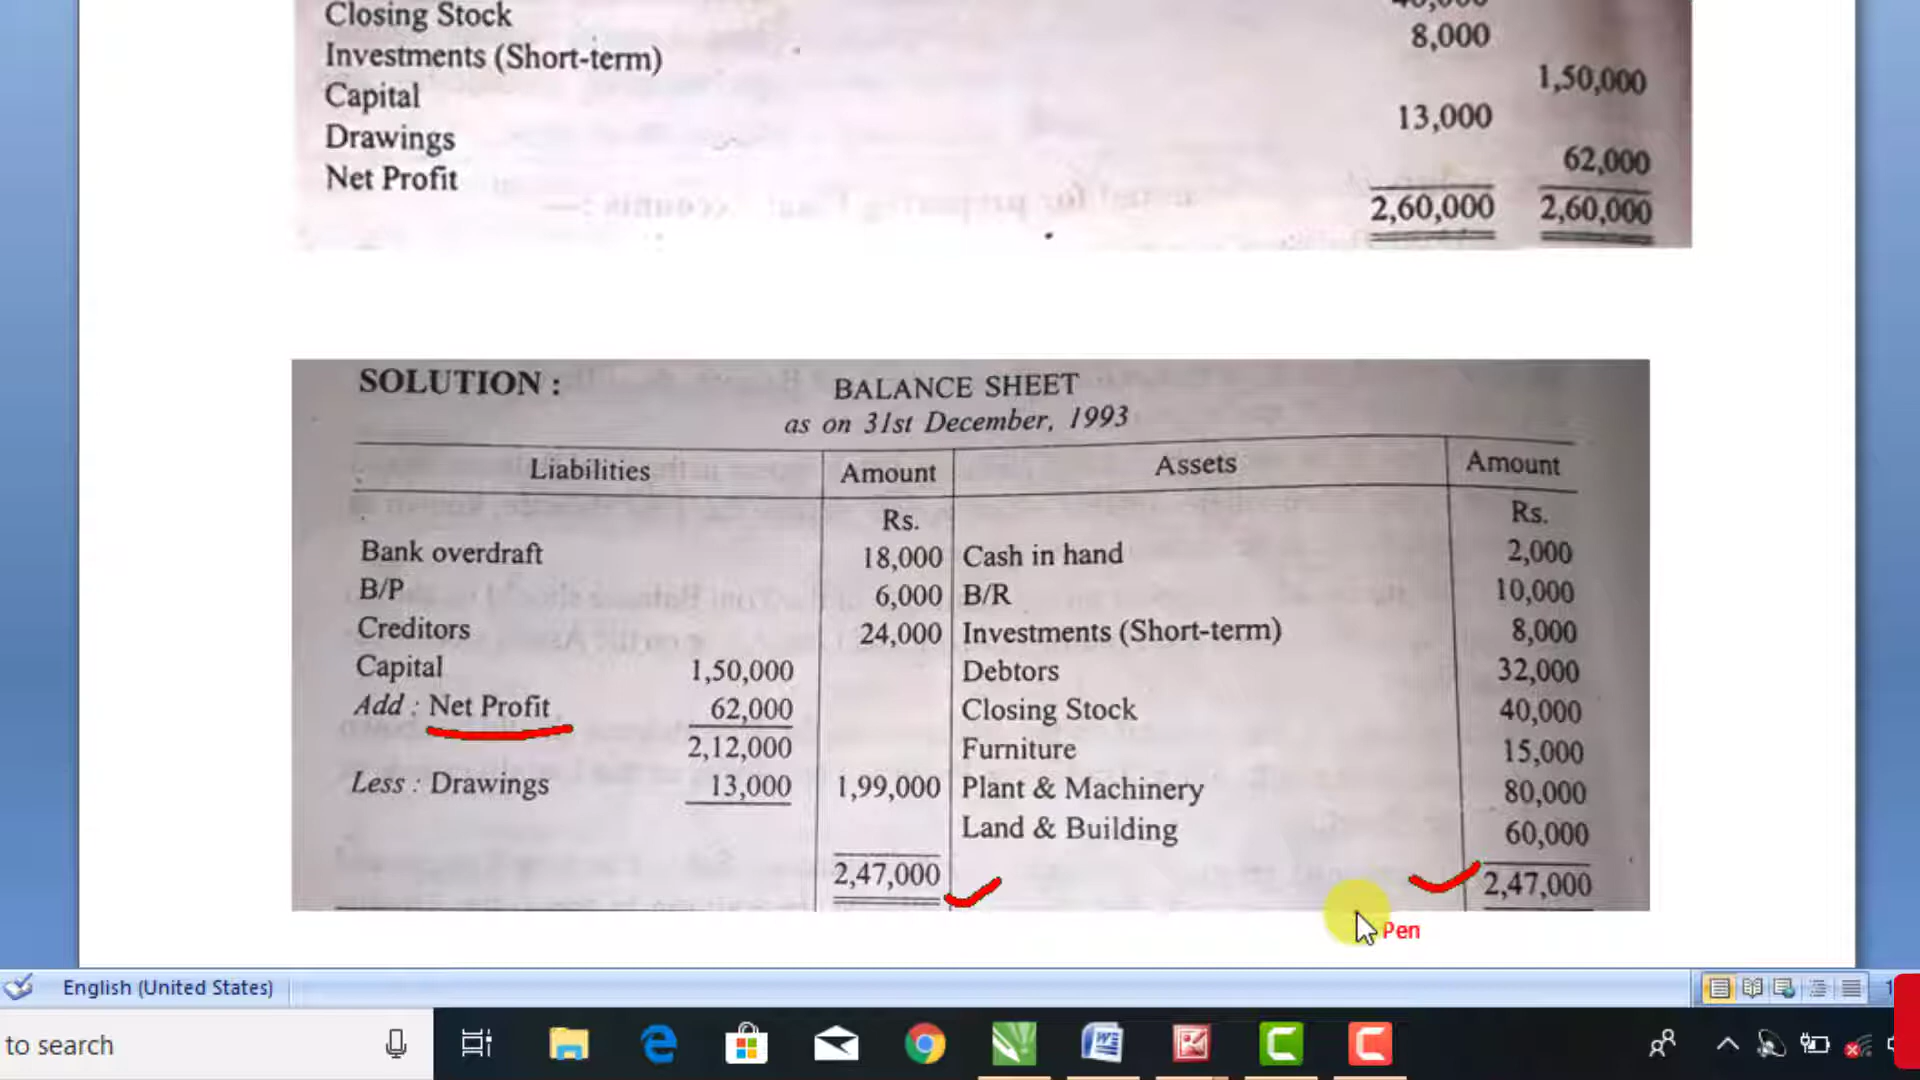 Closing Stock
Investments (Short-term) 8,000
Capital 1,50,000
Drawings 13,000
Net Profit 62,000
2,60,000 2,60,000
SOLUTION :
BALANCE SHEET
as on 31st December, 1993
Liabilities Amount Assets Amount
Rs. Rs.
Bank overdraft 18,000 Cash in hand 2,000
B/P 6,000 B/R 10,000
Creditors 24,000 Investments (Short-term) 8,000
Capital 1,50,000 Debtors 32,000
Add : Net Profit 62,000 Closing Stock 40,000
2,12,000 Furniture 15,000
Less : Drawings 13,000 1,99,000 Plant & Machinery 80,000
Land & Building 60,000
2,47,000 2,47,000
Pen
English (United States)
to search